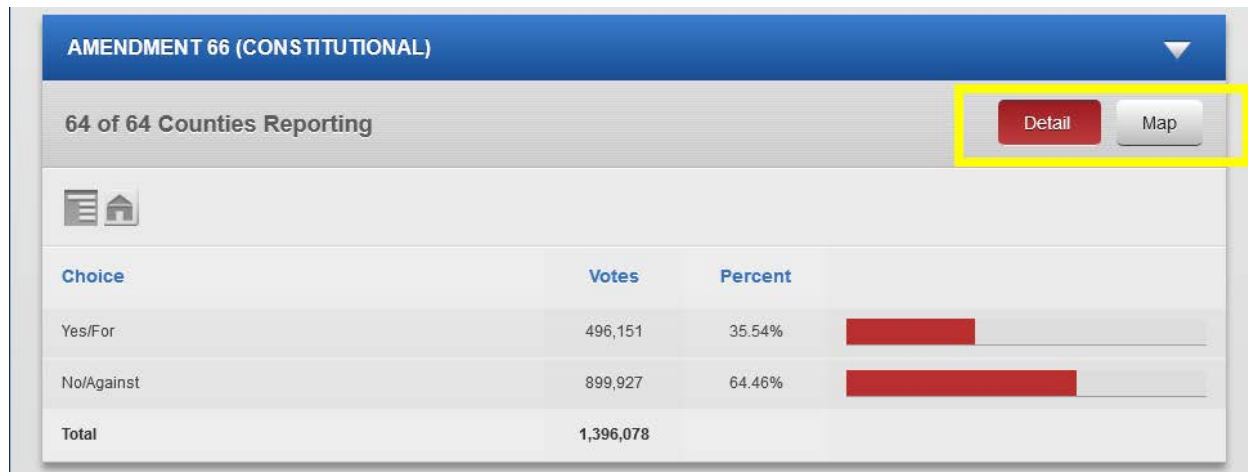 AMENDMENT 66 (CONSTITUTIONAL)
64 of 64 Counties Reporting
Detail Map
Choice Votes Percent
Yes/For 496,151 35.54%
No/Against 899,927 64.46%
Total 1,396,078